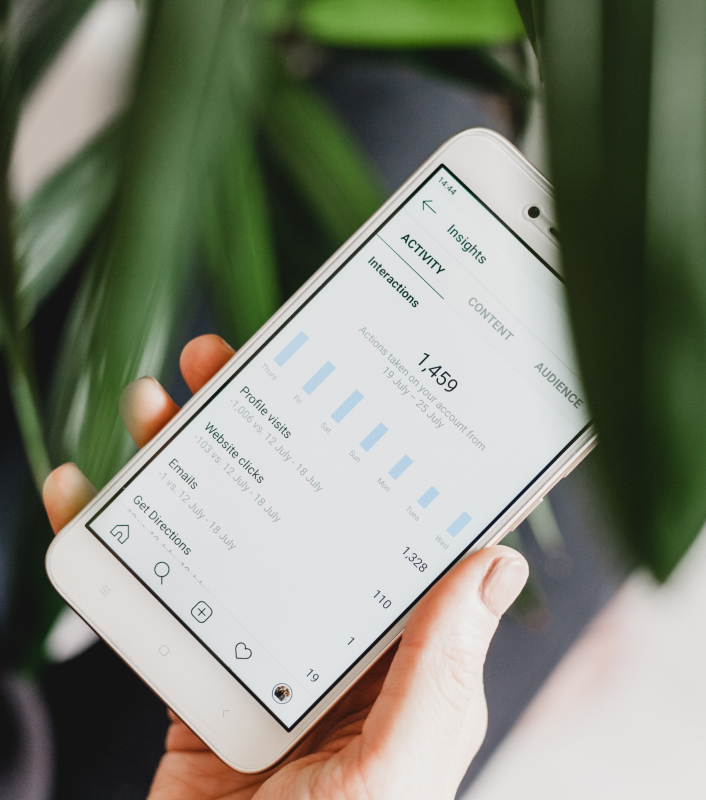 14:44
Insights
ACTIVITY
CONTENT
AUDIENCE
Interactions
1,459
Actions taken on your account from
19 July – 25 July
Thurs
Fri
Sat
Sun
Mon
Tues
Wed
Profile visits
1,328
-1,006 vs. 12 July - 18 July
Website clicks
110
-103 vs. 12 July - 18 July
Emails
1
-1 vs. 12 July - 18 July
Get Directions
19